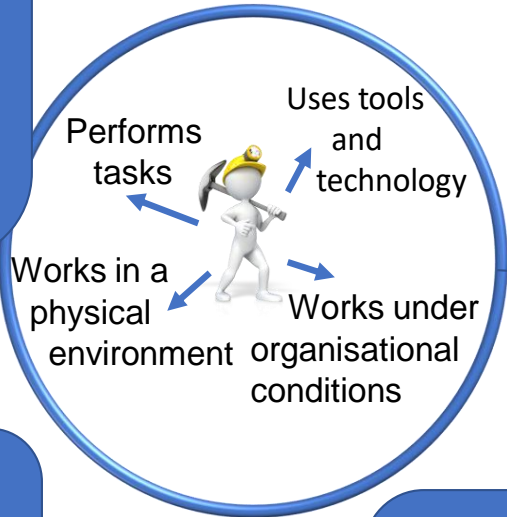 Performs
tasks
Uses tools
and
technology
Works in a
physical
environment
Works under
organisational
conditions